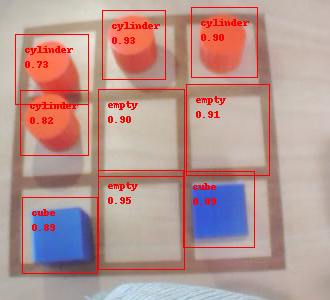 cylinder
0.73
cylinder
0.93
cylinder
0.90
cylinder
0.82
empty
0.90
empty
0.91
cube
0.89
empty
0.95
cube
0.89